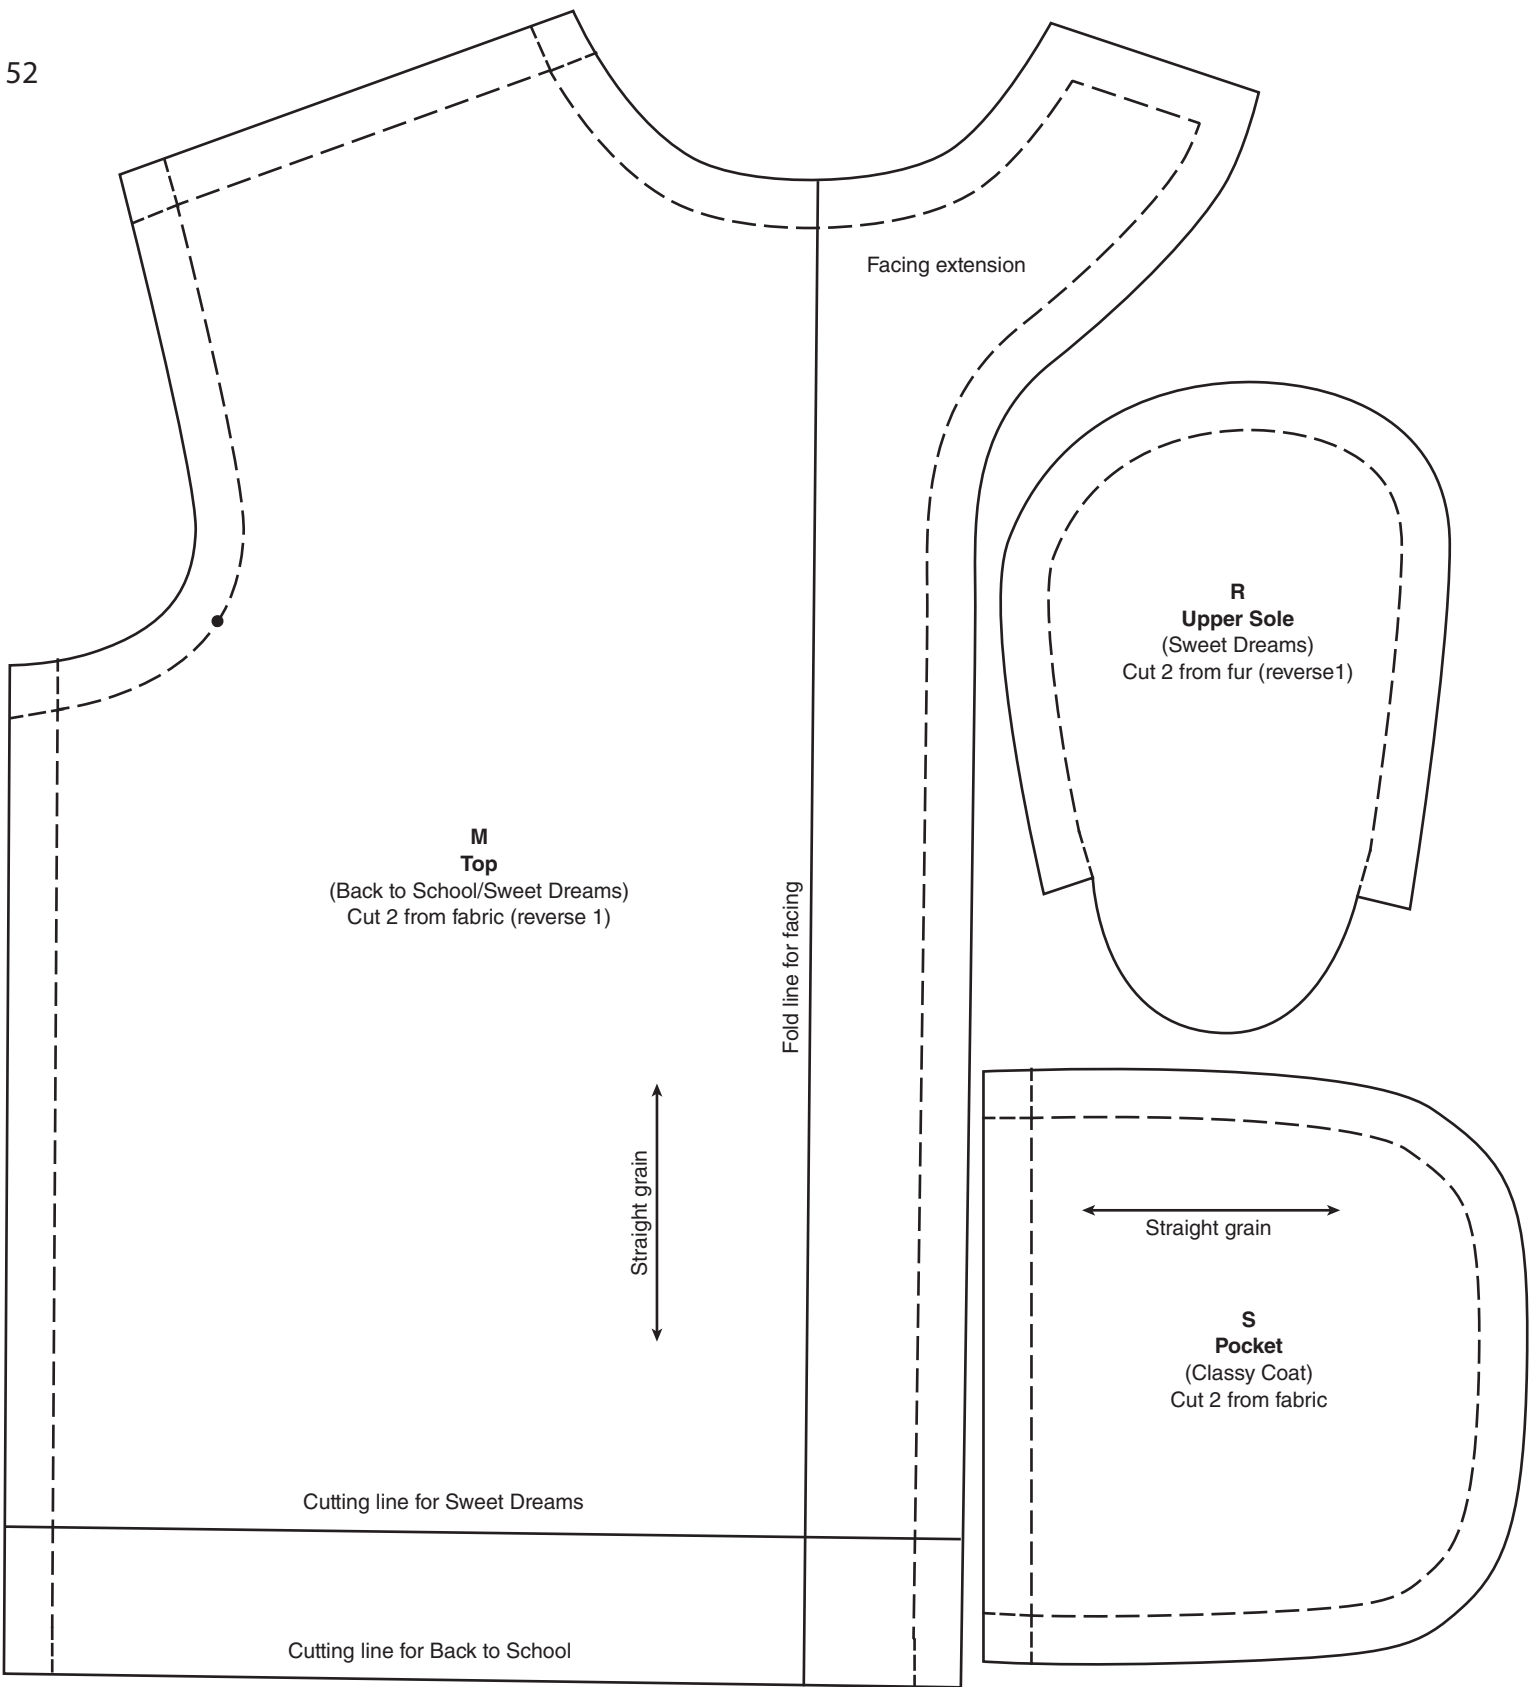 52
Facing extension
R
Upper Sole
(Sweet Dreams)
Cut 2 from fur (reverse1)
M
Top
(Back to School/Sweet Dreams)
Cut 2 from fabric (reverse 1)
Fold line for facing
Straight grain
Straight grain
S
Pocket
(Classy Coat)
Cut 2 from fabric
Cutting line for Sweet Dreams
Cutting line for Back to School